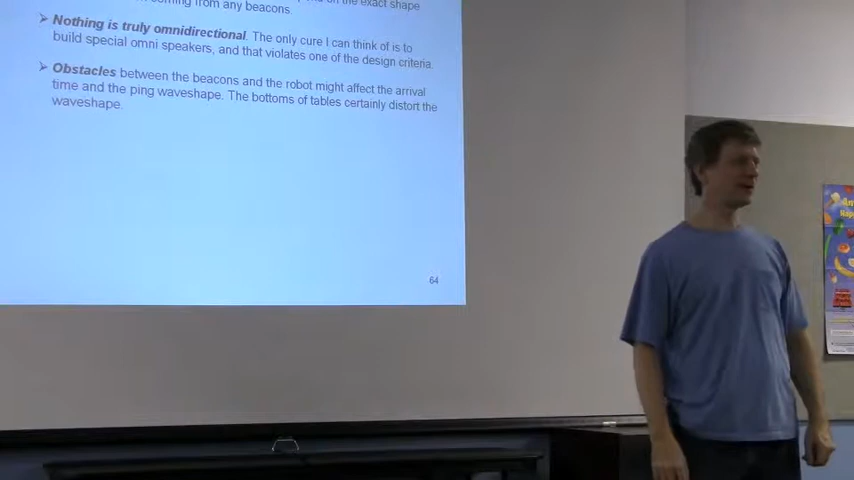 coming from any beacons.
➢ Nothing is truly omnidirectional. The only cure I can think of is to
build special omni speakers, and that violates one of the design criteria.
➢ Obstacles between the beacons and the robot might affect the arrival
time and the ping waveshape. The bottoms of tables certainly distort the
waveshape.
64